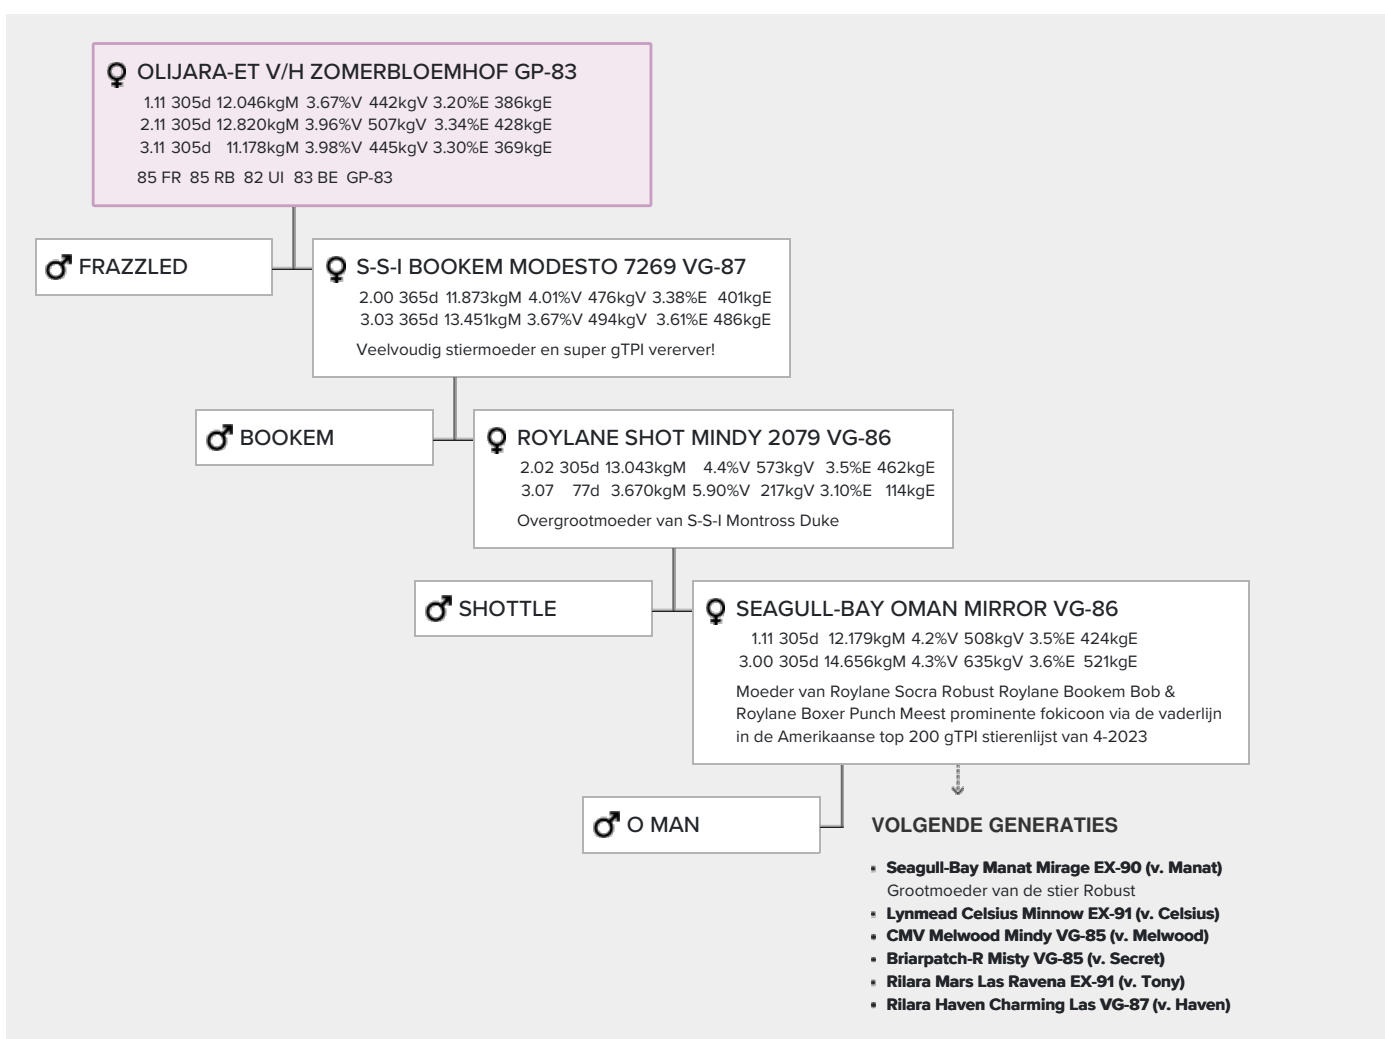 ♀ OLIJARA-ET V/H ZOMERBLOEMHOF GP-83
1.11 305d 12.046kgM 3.67%V 442kgV 3.20%E 386kgE
2.11 305d 12.820kgM 3.96%V 507kgV 3.34%E 428kgE
3.11 305d 11.178kgM 3.98%V 445kgV 3.30%E 369kgE
85 FR 85 RB 82 UI 83 BE GP-83
♂ FRAZZLED
♀ S-S-I BOOKEM MODESTO 7269 VG-87
2.00 365d 11.873kgM 4.01%V 476kgV 3.38%E 401kgE
3.03 365d 13.451kgM 3.67%V 494kgV 3.61%E 486kgE
Veelvoudig stiermoeder en super gTPI vererver!
♂ BOOKEM
♀ ROYLANE SHOT MINDY 2079 VG-86
2.02 305d 13.043kgM 4.4%V 573kgV 3.5%E 462kgE
3.07 77d 3.670kgM 5.90%V 217kgV 3.10%E 114kgE
Overgrootmoeder van S-S-I Montross Duke
♂ SHOTTLE
♀ SEAGULL-BAY OMAN MIRROR VG-86
1.11 305d 12.179kgM 4.2%V 508kgV 3.5%E 424kgE
3.00 305d 14.656kgM 4.3%V 635kgV 3.6%E 521kgE
Moeder van Roylane Socra Robust Roylane Bookem Bob &
Roylane Boxer Punch Meest prominente fokicoon via de vaderlijn
in de Amerikaanse top 200 gTPI stierenlijst van 4-2023
♂ O MAN
VOLGENDE GENERATIES
▪ Seagull-Bay Manat Mirage EX-90 (v. Manat)
Grootmoeder van de stier Robust
▪ Lynmead Celsius Minnow EX-91 (v. Celsius)
▪ CMV Melwood Mindy VG-85 (v. Melwood)
▪ Briarpatch-R Misty VG-85 (v. Secret)
▪ Rilara Mars Las Ravena EX-91 (v. Tony)
▪ Rilara Haven Charming Las VG-87 (v. Haven)